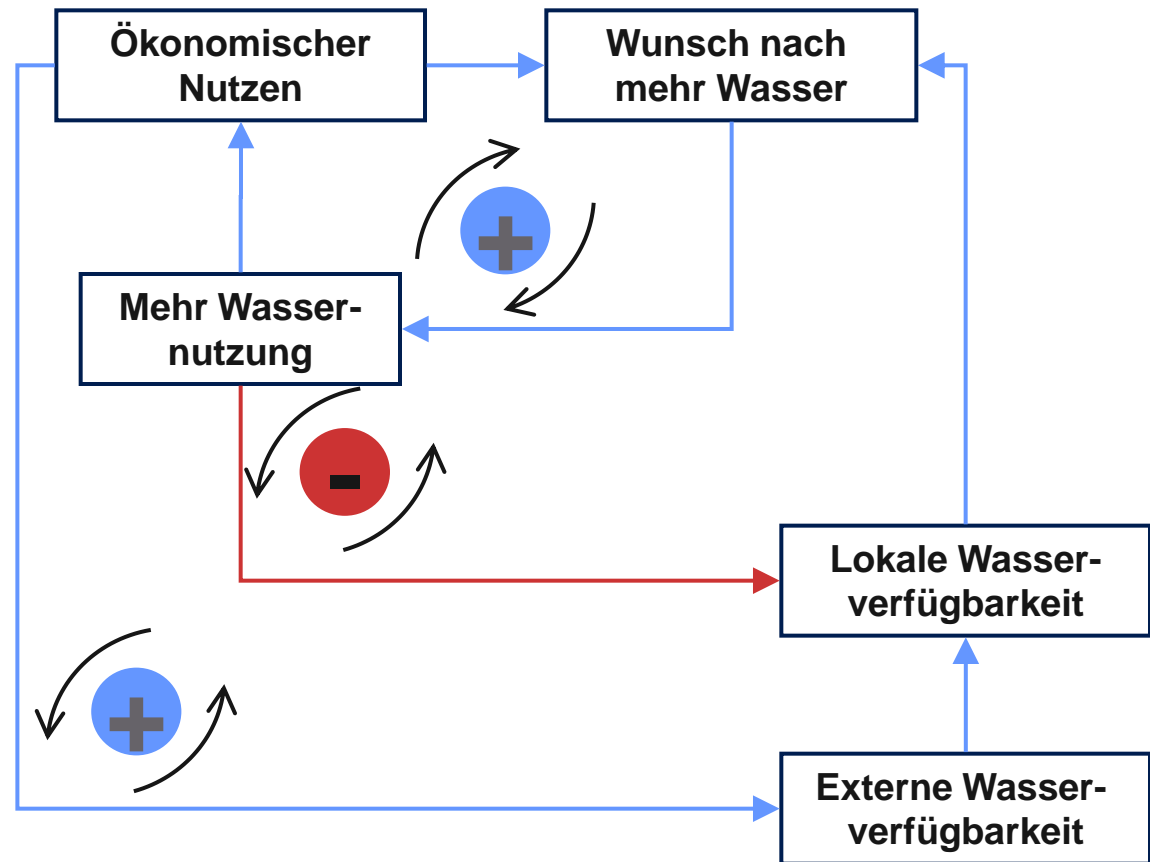 Ökonomischer
Nutzen
Wunsch nach
mehr Wasser
+
Mehr Wasser-
nutzung
-
Lokale Wasser-
verfügbarkeit
+
Externe Wasser-
verfügbarkeit